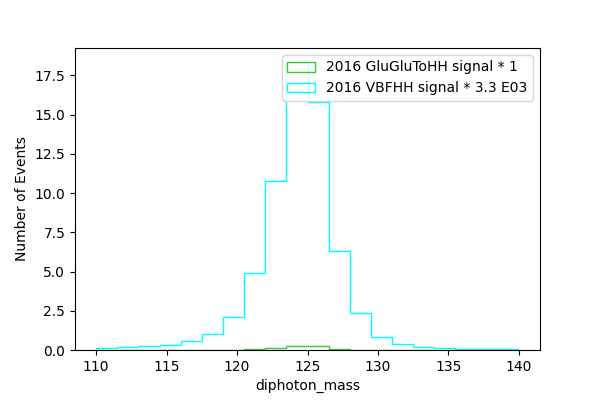 2016 GluGluToHH signal * 1
2016 VBFHH signal * 3.3 E03
Number of Events
17.5
15.0
12.5
10.0
7.5
5.0
2.5
0.0
110 115 120 125 130 135 140
diphoton_mass